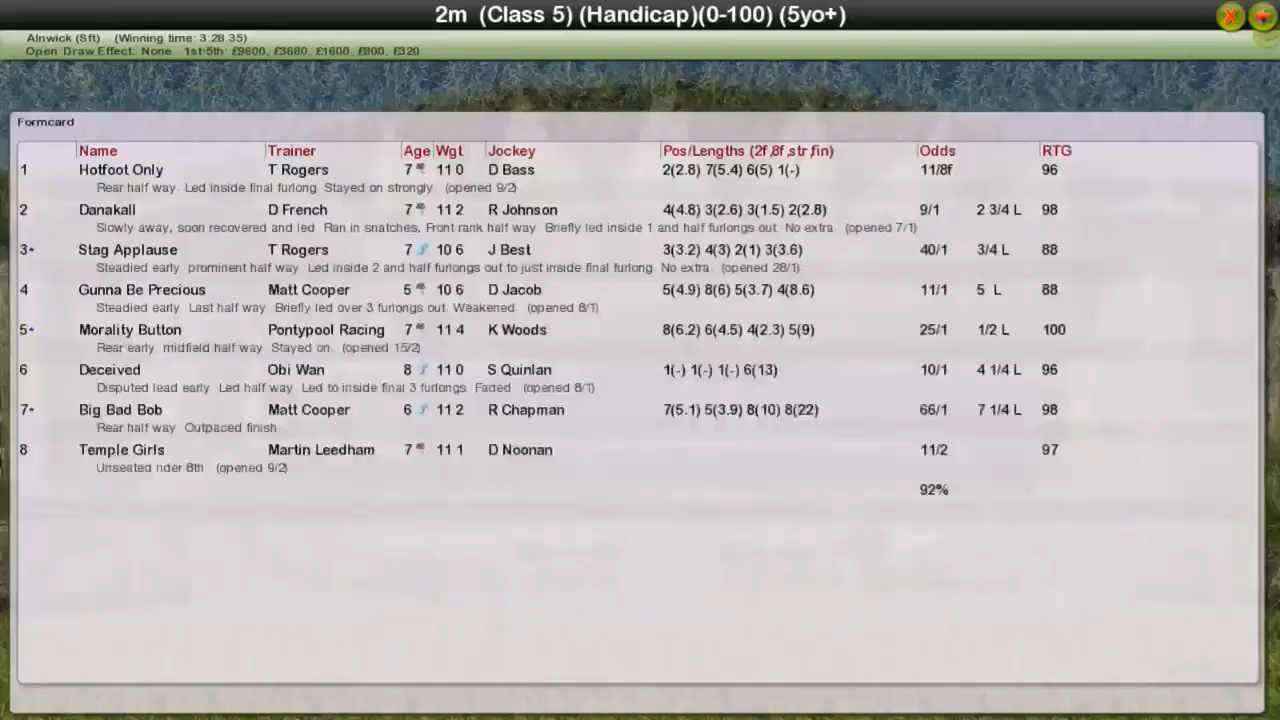 2m (Class 5) (Handicap)(0-100) (5yo+)
Alnwick (Sft) (Winning time: 3:28.35)
Open Draw Effect: None 1st-5th: £9600, £3680, £1600, £800, £320
Formcard
Name Trainer Age Wgt Jockey Pos/Lengths (2f,8f,str,fin) Odds RTG
1 Hotfoot Only T Rogers 7 11 0 D Bass 2(2.8) 7(5.4) 6(5) 1(-) 11/8f 96
Rear half way Led inside final furlong Stayed on strongly (opened 9/2)
2 Danakall D French 7 11 2 R Johnson 4(4.8) 3(2.6) 3(1.5) 2(2.8) 9/1 2 3/4 L 98
Slowly away, soon recovered and led Ran in snatches, Front rank half way Briefly led inside 1 and half furlongs out No extra (opened 7/1)
3 Stag Applause T Rogers 7 10 6 J Best 3(3.2) 4(3) 2(1) 3(3.6) 40/1 3/4 L 88
Steadied early prominent half way Led inside 2 and half furlongs out to just inside final furlong No extra (opened 28/1)
4 Gunna Be Precious Matt Cooper 5 10 6 D Jacob 5(4.9) 8(6) 5(3.7) 4(8.6) 11/1 5 L 88
Steadied early Last half way Briefly led over 3 furlongs out. Weakened (opened 8/1)
5 Morality Button Pontypool Racing 7 11 4 K Woods 8(6.2) 6(4.5) 4(2.3) 5(9) 25/1 1/2 L 100
Rear early midfield half way Stayed on (opened 15/2)
6 Deceived Obi Wan 8 11 0 S Quinlan 1(-) 1(-) 1(-) 6(13) 10/1 4 1/4 L 96
Disputed lead early Led half way Led to inside final 3 furlongs Faded (opened 8/1)
7 Big Bad Bob Matt Cooper 6 11 2 R Chapman 7(5.1) 5(3.9) 8(10) 8(22) 66/1 7 1/4 L 98
Rear half way Outpaced finish
8 Temple Girls Martin Leedham 7 11 1 D Noonan 11/2 97
Unseated rider 8th (opened 9/2)
92%